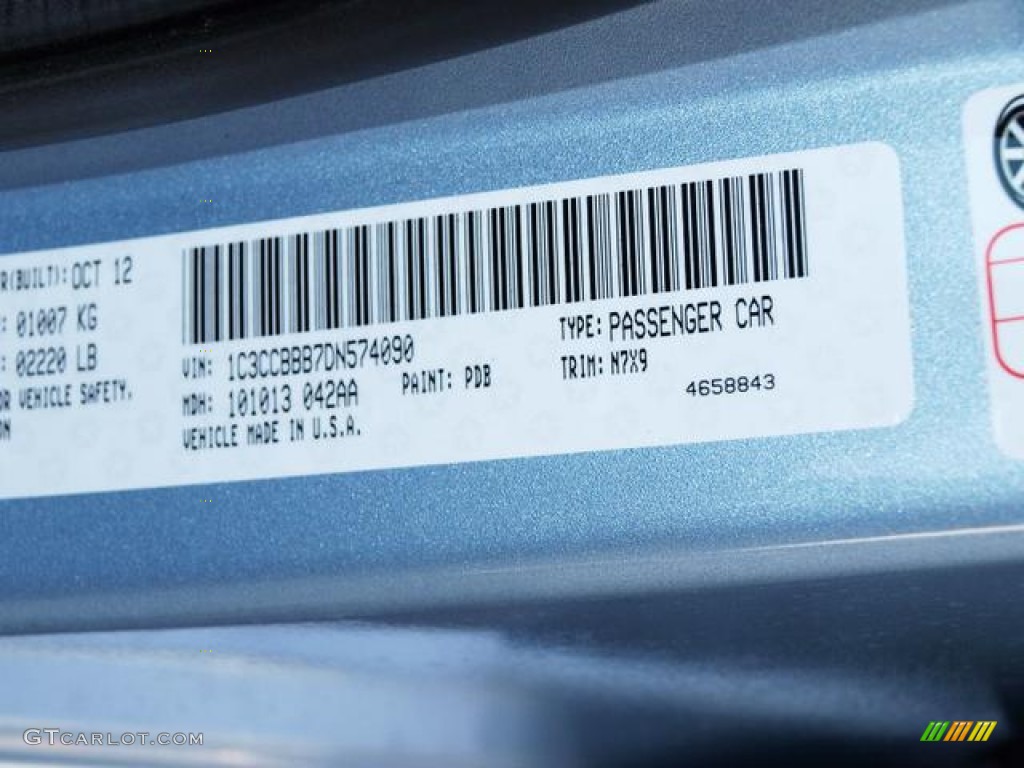 R(BUILT): OCT 12
: 01007 KG
: 02220 LB
OR VEHICLE SAFETY,
ON
VIN: 1C3CCBBB7DN574090
TYPE: PASSENGER CAR
MDH: 101013 042AA
PAINT: PDB
TRIM: N7X9
VEHICLE MADE IN U.S.A.
4658843
GTCARLOT.COM